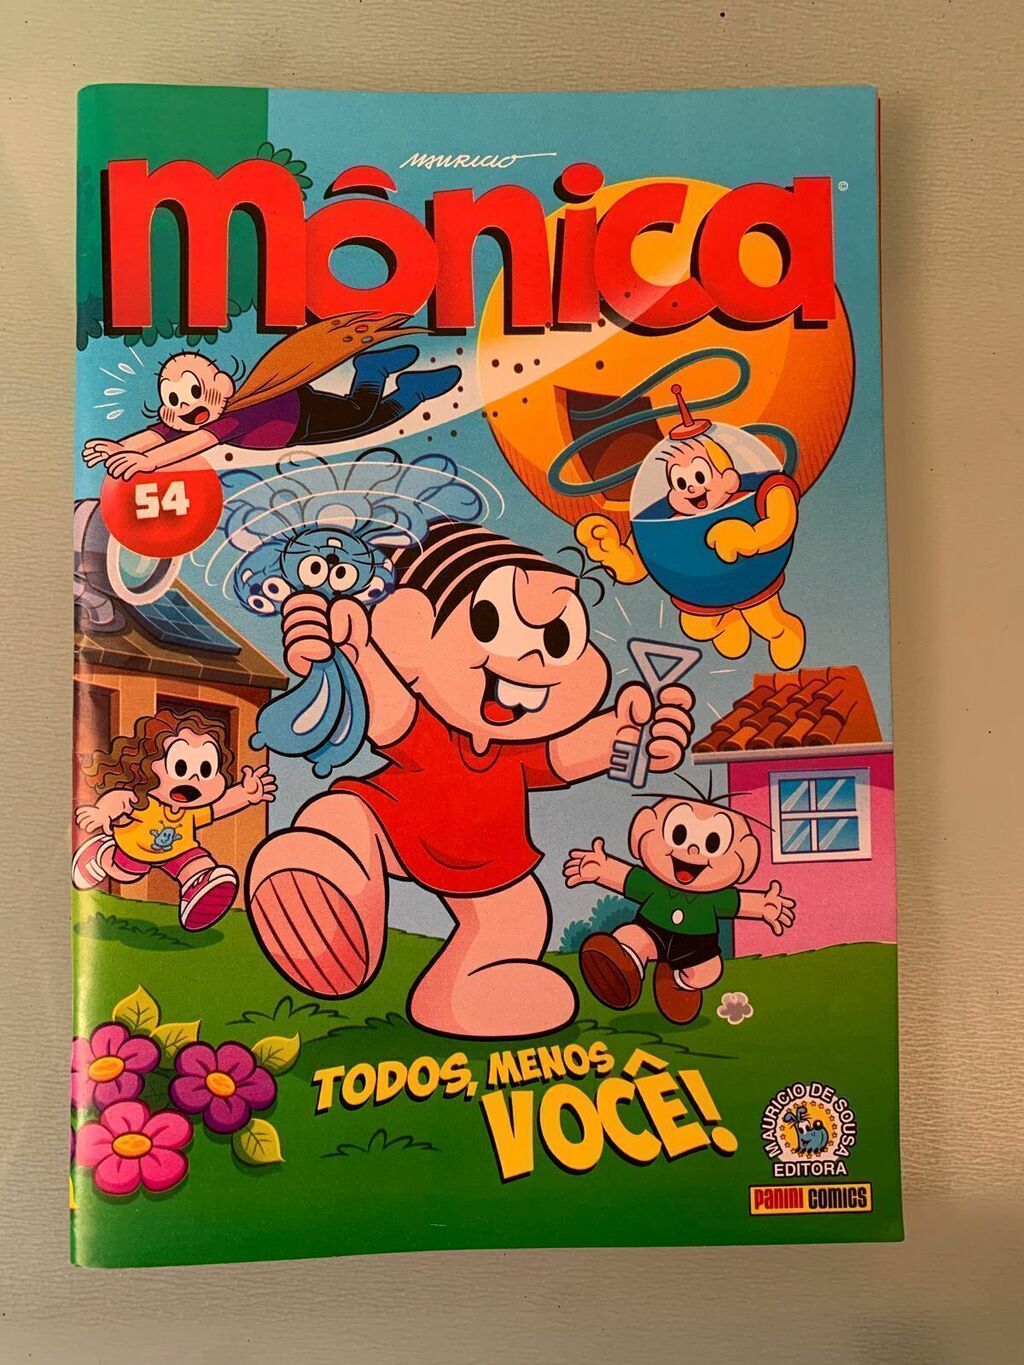 MAURICIO
mônica
©
54
TODOS, MENOS
VOCÊ!
MAURICIO DE SOUSA
EDITORA
PANINI COMICS